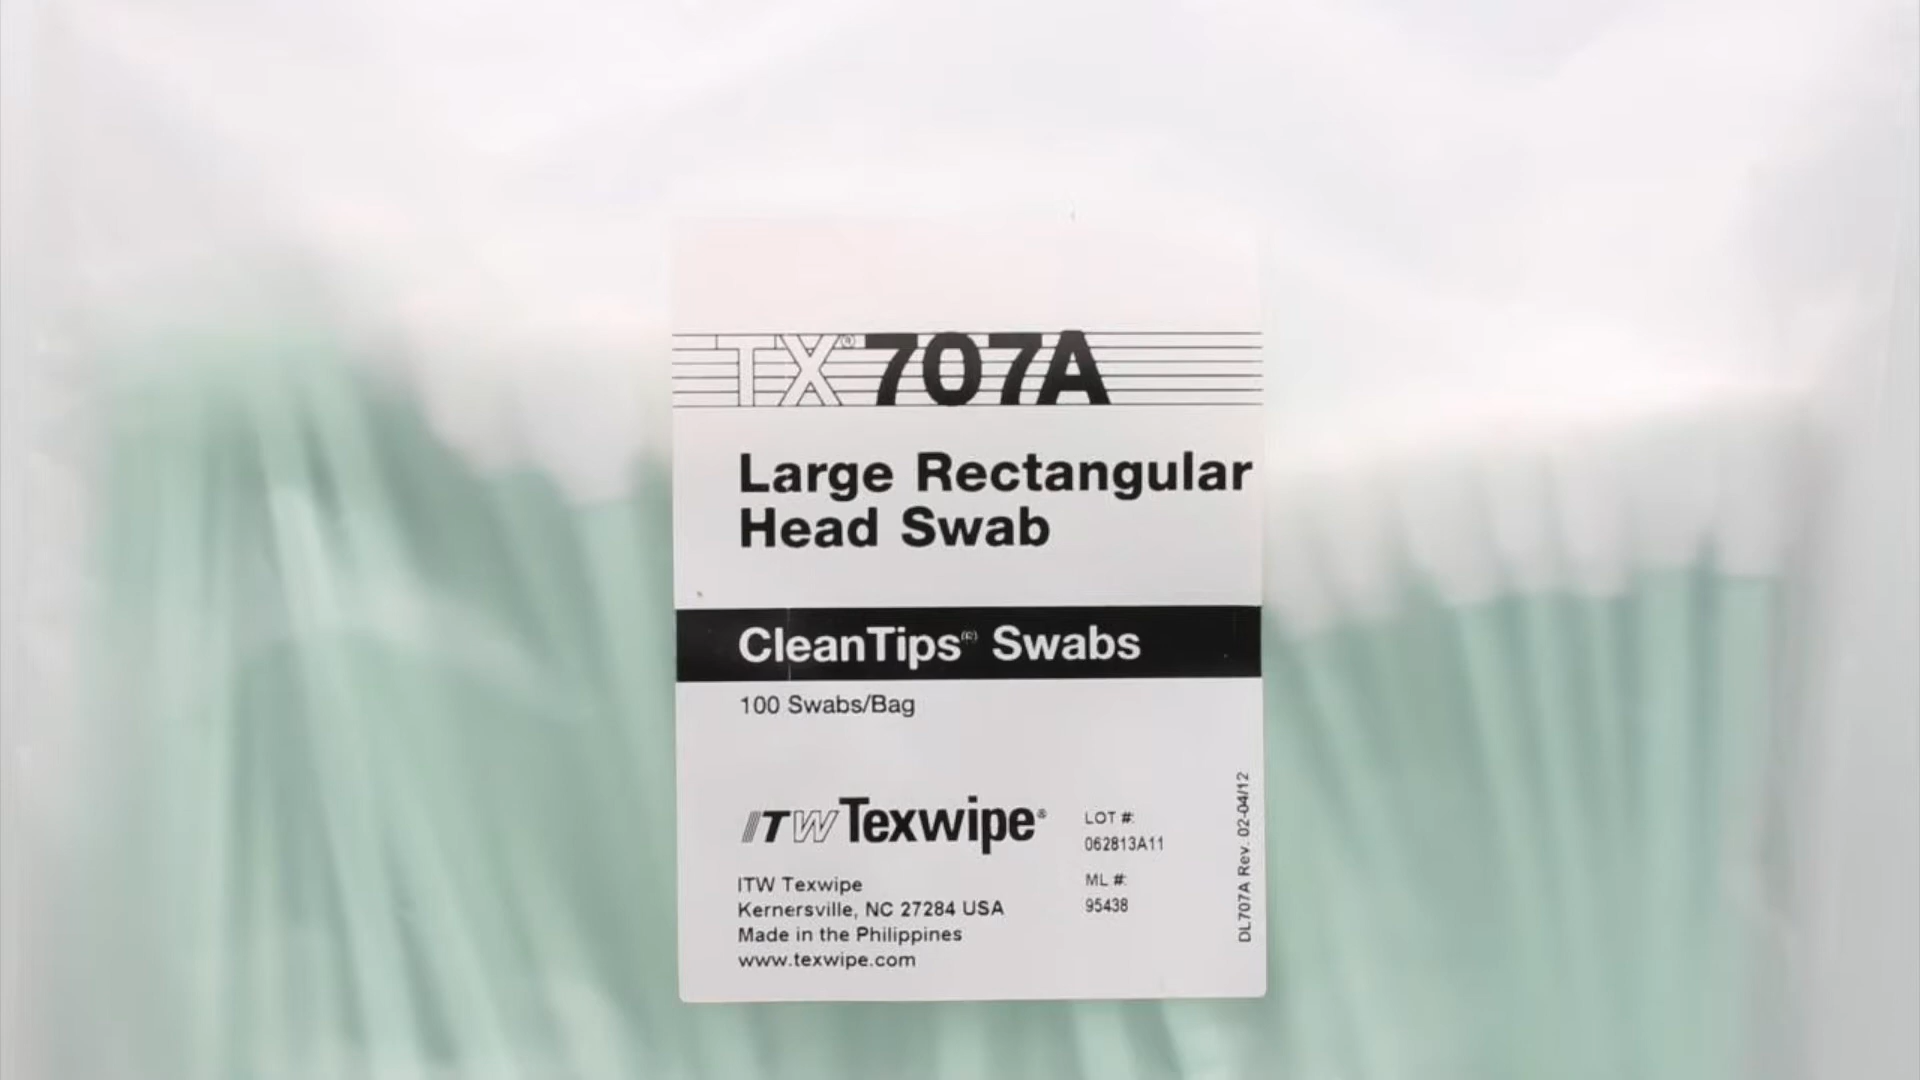 TX® 707A
Large Rectangular
Head Swab
CleanTips® Swabs
100 Swabs/Bag
ITW Texwipe®
ITW Texwipe
Kernersville, NC 27284 USA
Made in the Philippines
www.texwipe.com
LOT #:
062813A11
ML #:
95438
DL707A Rev. 02-04/12